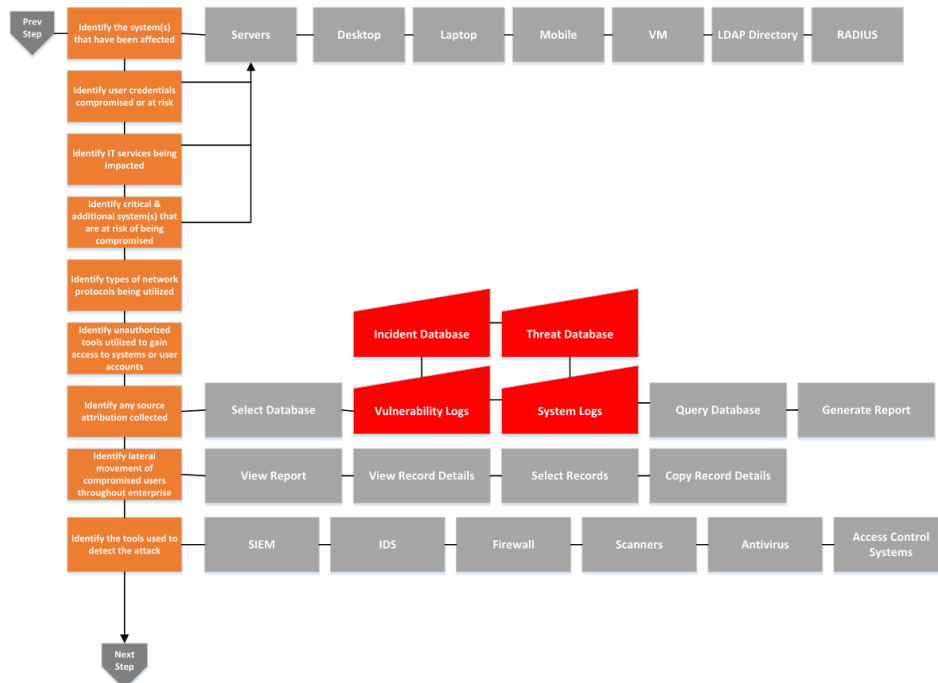 Prev
Step
Identify the system(s)
that have been affected
Servers
Desktop
Laptop
Mobile
VM
LDAP Directory
RADIUS
Identify user credentials
compromised or at risk
Identify IT services being
impacted
Identify critical &
additional system(s) that
are at risk of being
compromised
Identify types of network
protocols being utilized
Identify unauthorized
tools utilized to gain
access to systems or user
accounts
Incident Database
Threat Database
Identify any source
attribution collected
Select Database
Vulnerability Logs
System Logs
Query Database
Generate Report
Identify lateral
movement of
compromised users
throughout enterprise
View Report
View Record Details
Select Records
Copy Record Details
Identify the tools used to
detect the attack
SIEM
IDS
Firewall
Scanners
Antivirus
Access Control
Systems
Next
Step